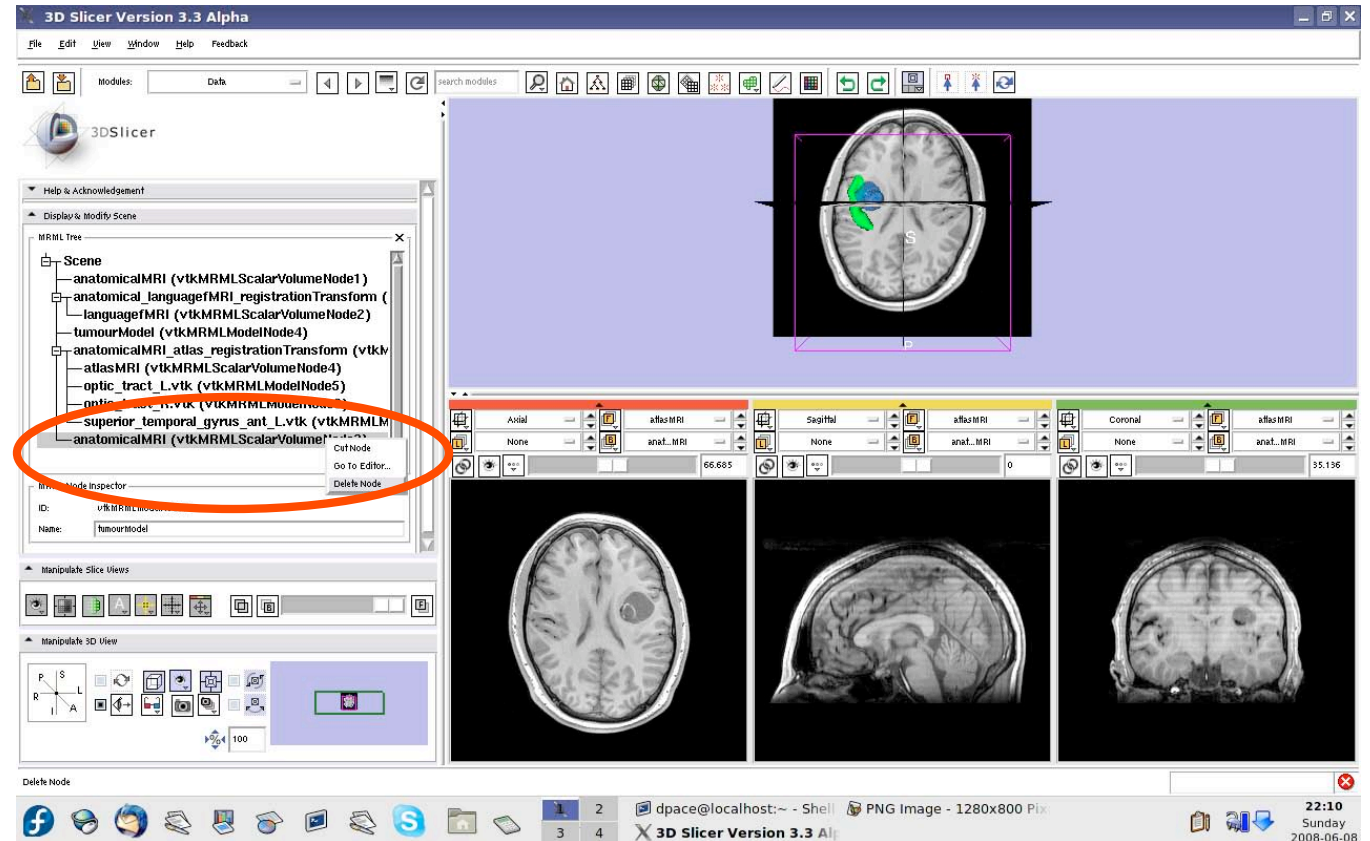 3D Slicer Version 3.3 Alpha
File Edit View Window Help Feedback
Modules: Data search modules
3DSlicer
Help & Acknowledgement
Display & Modify Scene
MRML Tree
Scene
anatomicalMRI (vtkMRMLScalarVolumeNode1)
anatomical_languagefMRI_registrationTransform (
languagefMRI (vtkMRMLScalarVolumeNode2)
tumourModel (vtkMRMLModelNode4)
anatomicalMRI_atlas_registrationTransform (vtkM
atlasMRI (vtkMRMLScalarVolumeNode4)
optic_tract_L.vtk (vtkMRMLModelNode5)
superior_temporal_gyrus_ant_L.vtk (vtkMRMLM
anatomicalMRI
Cut Node
Go To Editor...
Delete Node
ID:
Name: tumourModel
Manipulate Slice Views
Manipulate 3D View
P S
R L
I A
100
S
P
Axial atlasMRI
None anat...MRI
66.685
Sagittal atlasMRI
None anat...MRI
0
Coronal atlasMRI
None anat...MRI
35.136
Delete Node
1 2
3 4
dpace@localhost:~ - Shell
PNG Image - 1280x800 Pix
3D Slicer Version 3.3 Al
22:10
Sunday
2008-06-08